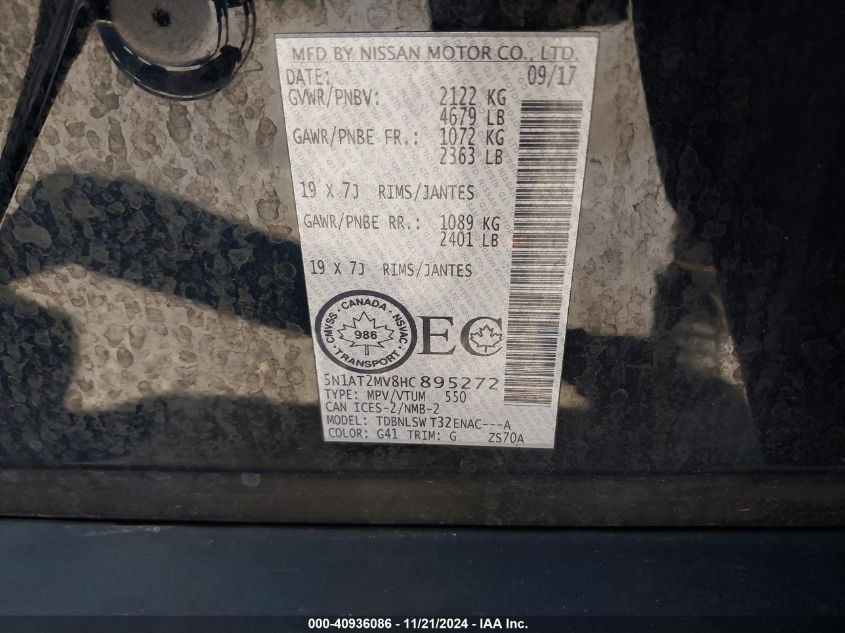 MFD BY NISSAN MOTOR CO., LTD.
DATE: 09/17
GVWR/PNBV: 2122 KG
4679 LB
GAWR/PNBE FR.: 1072 KG
2363 LB
19 X 7J RIMS/JANTES
GAWR/PNBE RR.: 1089 KG
2401 LB
19 X 7J RIMS/JANTES
CMVSS - CANADA - NSVAC
986
TRANSPORT
EC
5N1AT2MV8HC895272
TYPE: MPV/VTUM 550
CAN ICES-2/NMB-2
MODEL: TDBNLSW T32ENAC---A
COLOR: G41 TRIM: G ZS70A
000-40936086 - 11/21/2024 - IAA Inc.